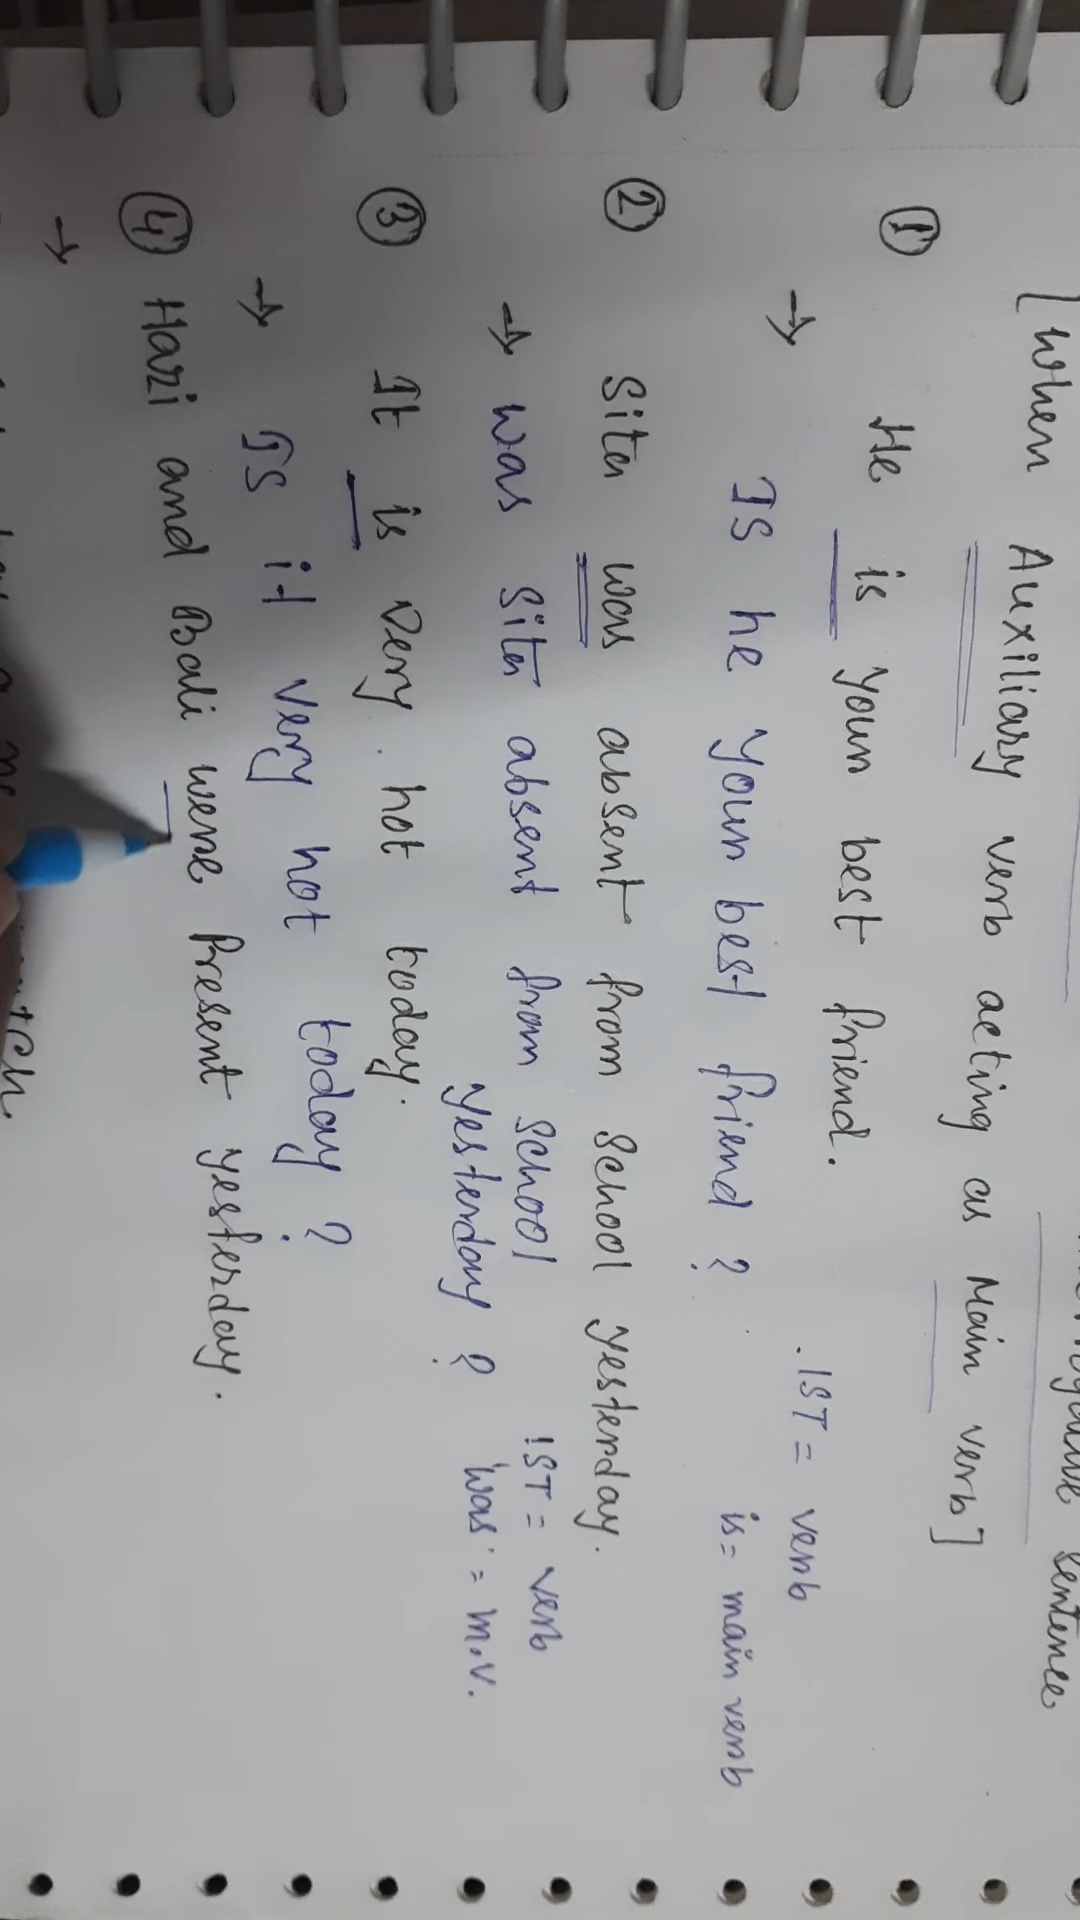 sentence
[When Auxiliary verb acting as Main verb]
① He is your best friend.
.1ST = verb
→ IS he your best friend ?
is = main verb
② Sita was absent from school yesterday.
→ was Sita absent from school
yesterday ?
1ST = verb
was = m.v.
③ It is very hot today.
→ IS it very hot today ?
④ Hari and Bali were Present yesterday.
→